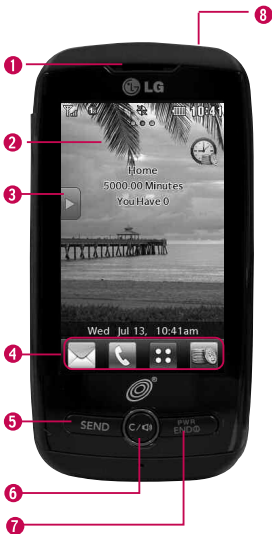 8
1
LG
10:41
2
Home
5000.00 Minutes
3
You Have 0
Wed Jul 13, 10:41am
4
5
SEND
C/
PWR
END
6
7